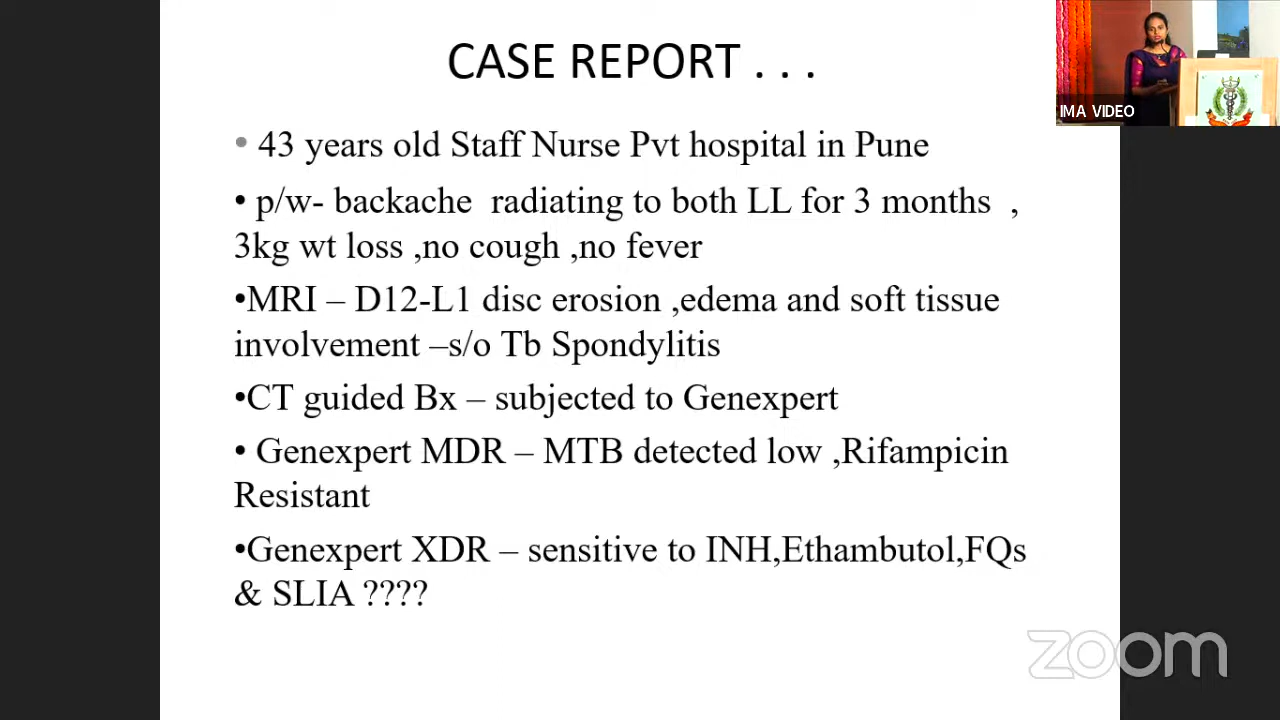 CASE REPORT . . .
IMA VIDEO
• 43 years old Staff Nurse Pvt hospital in Pune
• p/w- backache radiating to both LL for 3 months ,
3kg wt loss ,no cough ,no fever
•MRI – D12-L1 disc erosion ,edema and soft tissue
involvement –s/o Tb Spondylitis
•CT guided Bx – subjected to Genexpert
• Genexpert MDR – MTB detected low ,Rifampicin
Resistant
•Genexpert XDR – sensitive to INH,Ethambutol,FQs
& SLIA ????
zoom